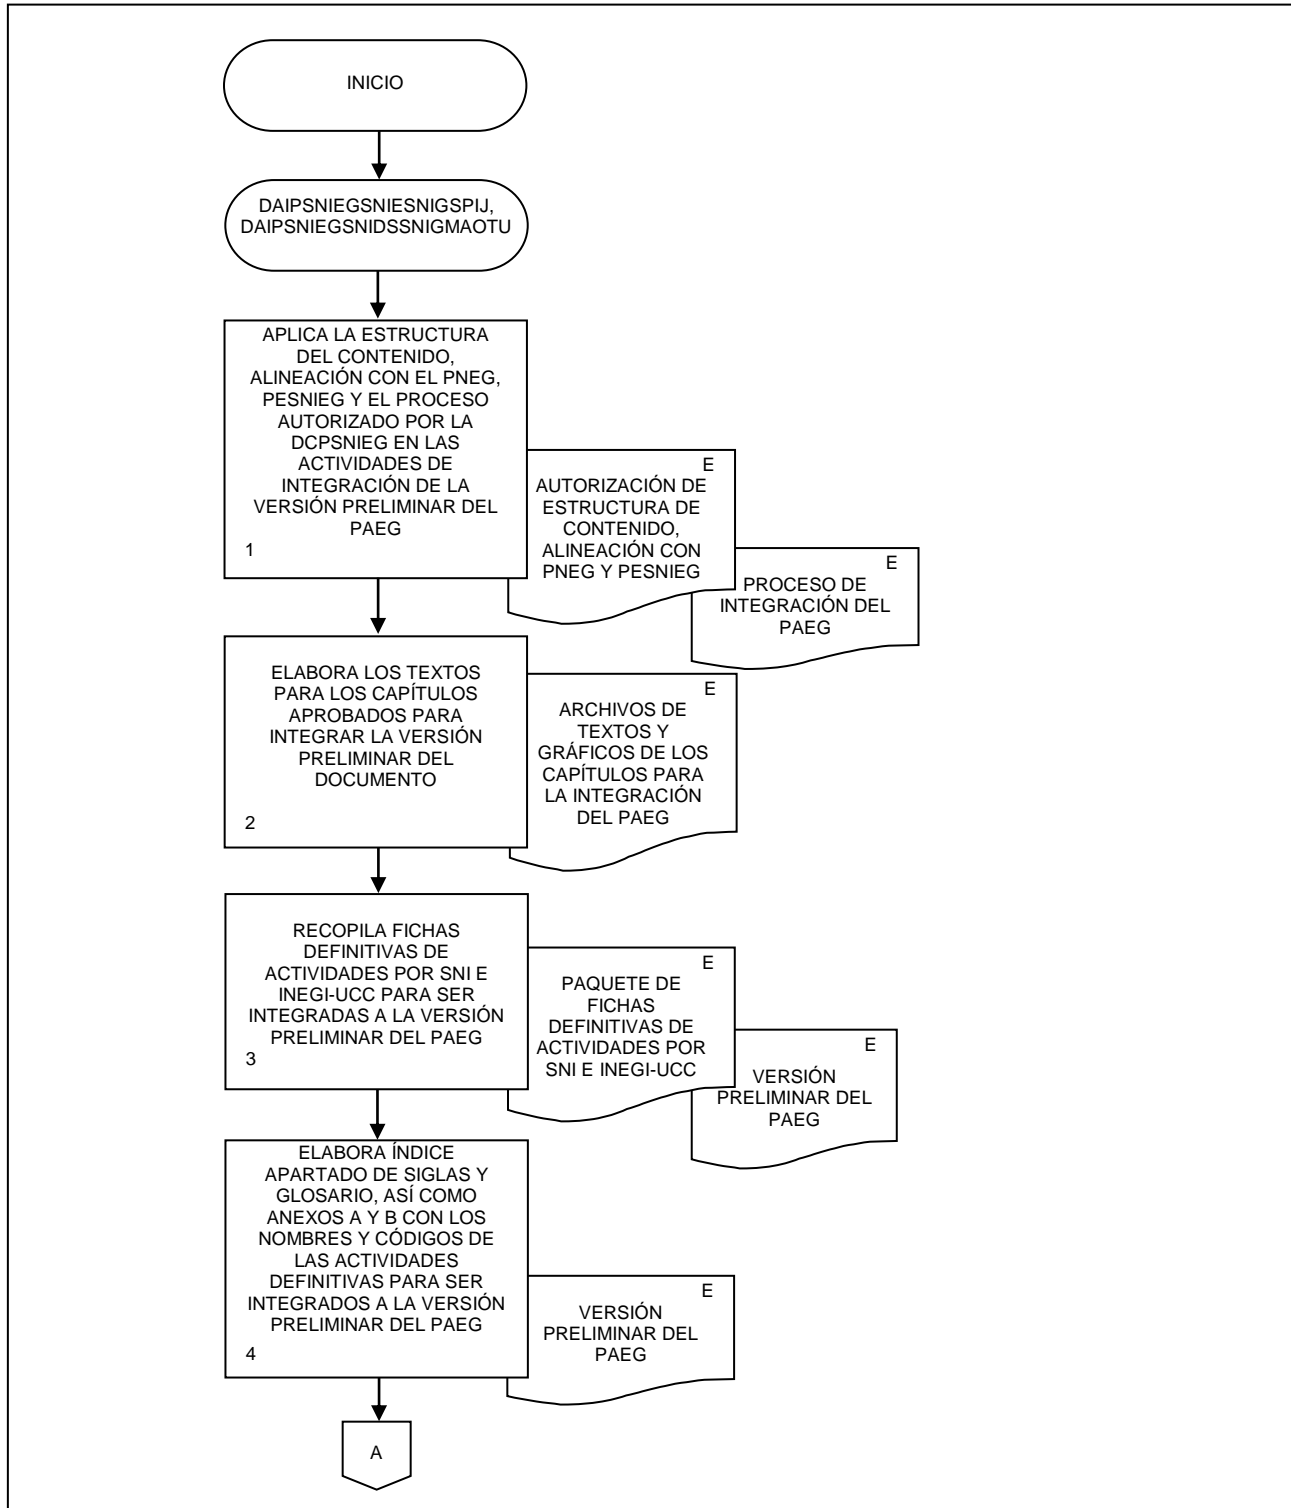 INICIO
DAIPSNIEGSNIESNIGSPIJ,
DAIPSNIEGSNIDSSNIGMAOTU
APLICA LA ESTRUCTURA
DEL CONTENIDO,
ALINEACIÓN CON EL PNEG,
PESNIEG Y EL PROCESO
AUTORIZADO POR LA
DCPSNIEG EN LAS
ACTIVIDADES DE
INTEGRACIÓN DE LA
VERSIÓN PRELIMINAR DEL
PAEG
1
E
AUTORIZACIÓN DE
ESTRUCTURA DE
CONTENIDO,
ALINEACIÓN CON
PNEG Y PESNIEG
E
PROCESO DE
INTEGRACIÓN DEL
PAEG
ELABORA LOS TEXTOS
PARA LOS CAPÍTULOS
APROBADOS PARA
INTEGRAR LA VERSIÓN
PRELIMINAR DEL
DOCUMENTO
2
E
ARCHIVOS DE
TEXTOS Y
GRÁFICOS DE LOS
CAPÍTULOS PARA
LA INTEGRACIÓN
DEL PAEG
RECOPILA FICHAS
DEFINITIVAS DE
ACTIVIDADES POR SNI E
INEGI-UCC PARA SER
INTEGRADAS A LA VERSIÓN
PRELIMINAR DEL PAEG
3
E
PAQUETE DE
FICHAS
DEFINITIVAS DE
ACTIVIDADES POR
SNI E INEGI-UCC
E
VERSIÓN
PRELIMINAR DEL
PAEG
ELABORA ÍNDICE
APARTADO DE SIGLAS Y
GLOSARIO, ASÍ COMO
ANEXOS A Y B CON LOS
NOMBRES Y CÓDIGOS DE
LAS ACTIVIDADES
DEFINITIVAS PARA SER
INTEGRADOS A LA VERSIÓN
PRELIMINAR DEL PAEG
4
E
VERSIÓN
PRELIMINAR DEL
PAEG
A